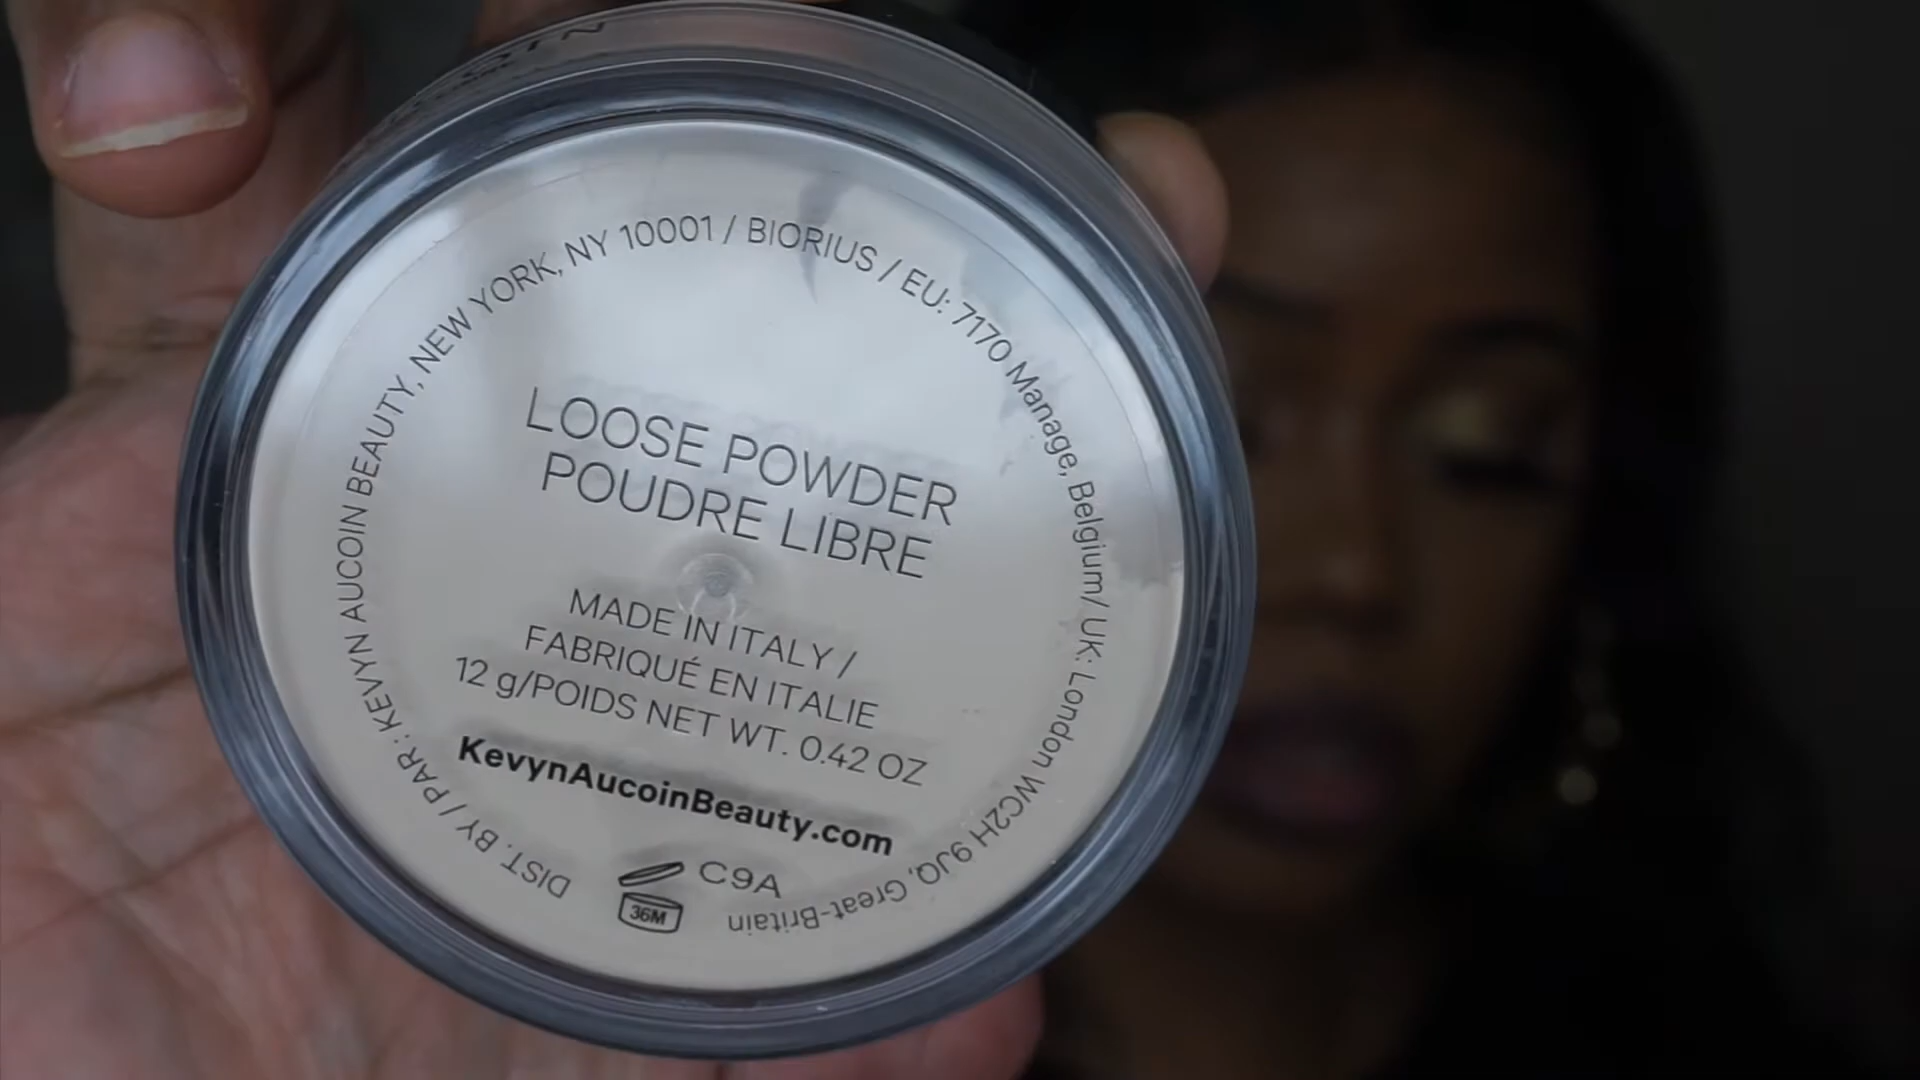 DIST. BY / PAR: KEVYN AUCOIN BEAUTY, NEW YORK, NY 10001 / BIORIUS / EU: 7170 Manage, Belgium/ UK: London WC2H 9JQ, Great-Britain
LOOSE POWDER
POUDRE LIBRE
MADE IN ITALY /
FABRIQUÉ EN ITALIE
12 g/POIDS NET WT. 0.42 OZ
KevynAucoinBeauty.com
C9A
36M